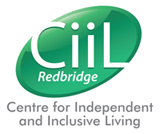 CiiL
Redbridge
Centre for Independent
and Inclusive Living